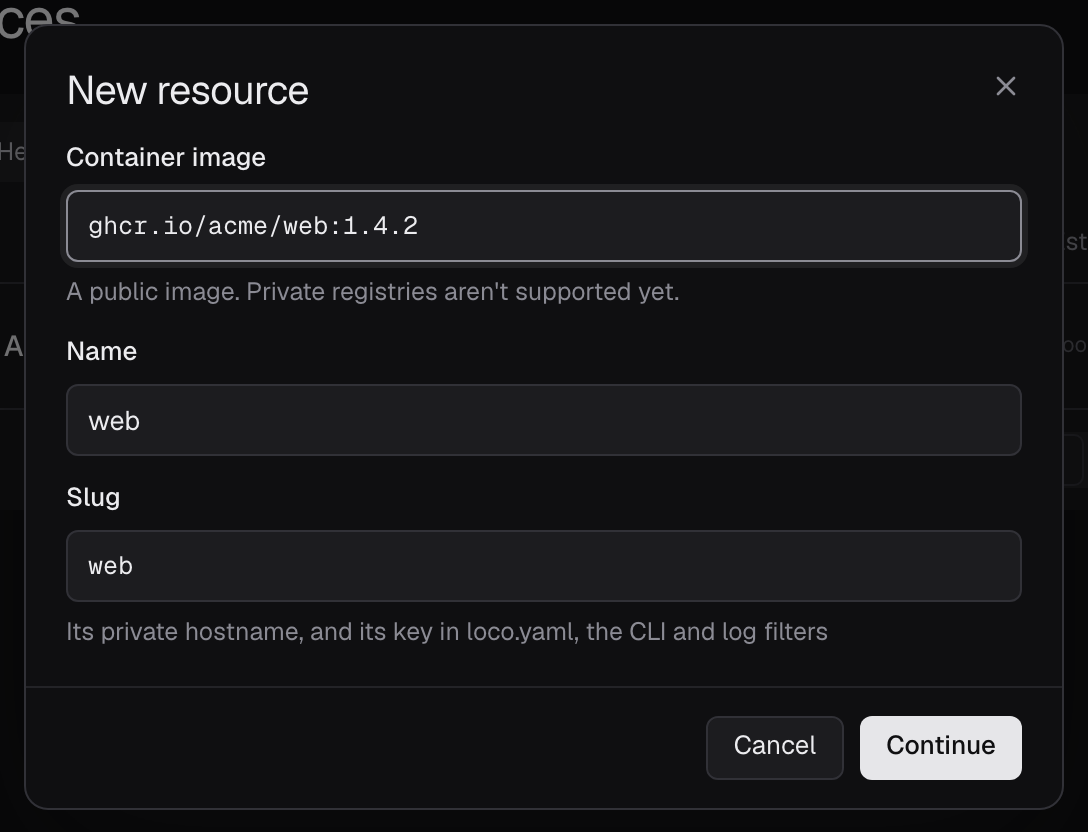 New resource
Container image
ghcr.io/acme/web:1.4.2
A public image. Private registries aren't supported yet.
Name
web
Slug
web
Its private hostname, and its key in loco.yaml, the CLI and log filters
Cancel
Continue